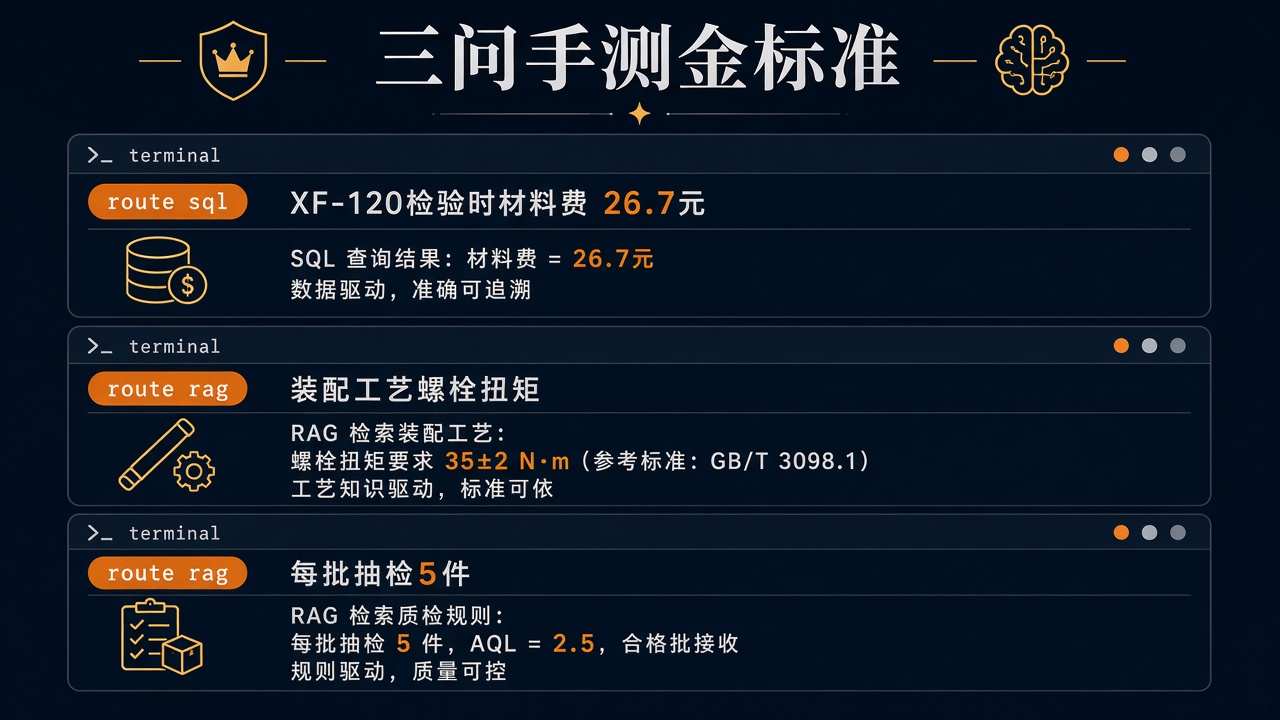 三问手测金标准
>_ terminal
route sql
XF-120检验时材料费 26.7元
$
SQL 查询结果：材料费 = 26.7元
数据驱动，准确可追溯
>_ terminal
route rag
装配工艺螺栓扭矩
RAG 检索装配工艺：
螺栓扭矩要求 35±2 N·m（参考标准：GB/T 3098.1）
工艺知识驱动，标准可依
>_ terminal
route rag
每批抽检5件
RAG 检索质检规则：
每批抽检 5 件，AQL = 2.5，合格批接收
规则驱动，质量可控